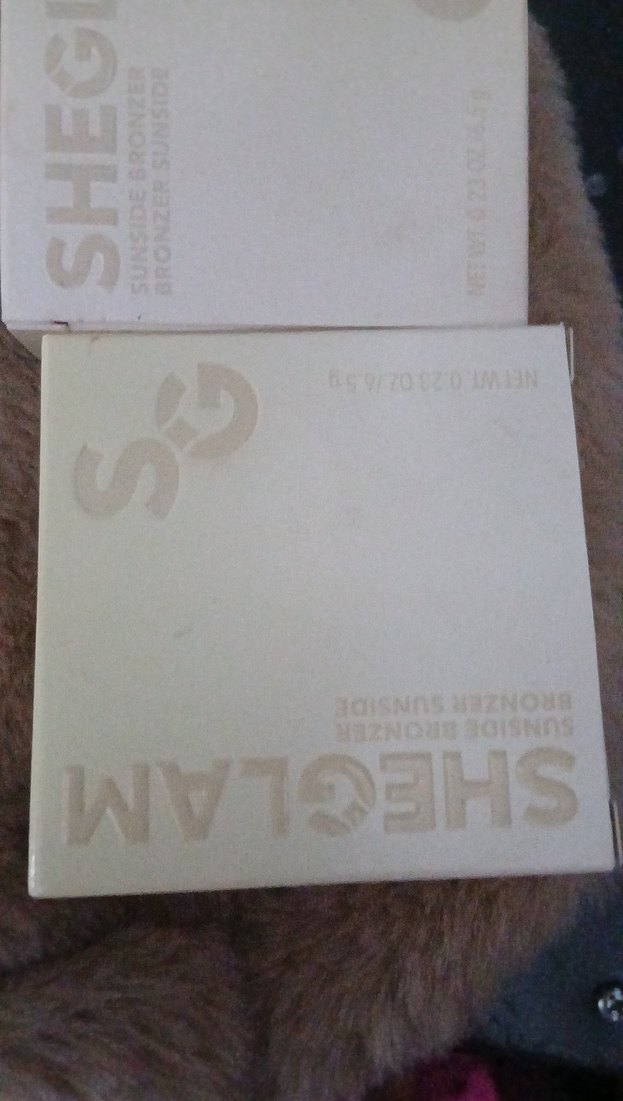 SHEGL
SUNSIDE BRONZER
BRONZER SUNSIDE
NET WT. 0.23 OZ./6.5 g
SHEGLAM
SUNSIDE BRONZER
BRONZER SUNSIDE
NET WT. 0.23 OZ./6.5 g
SG